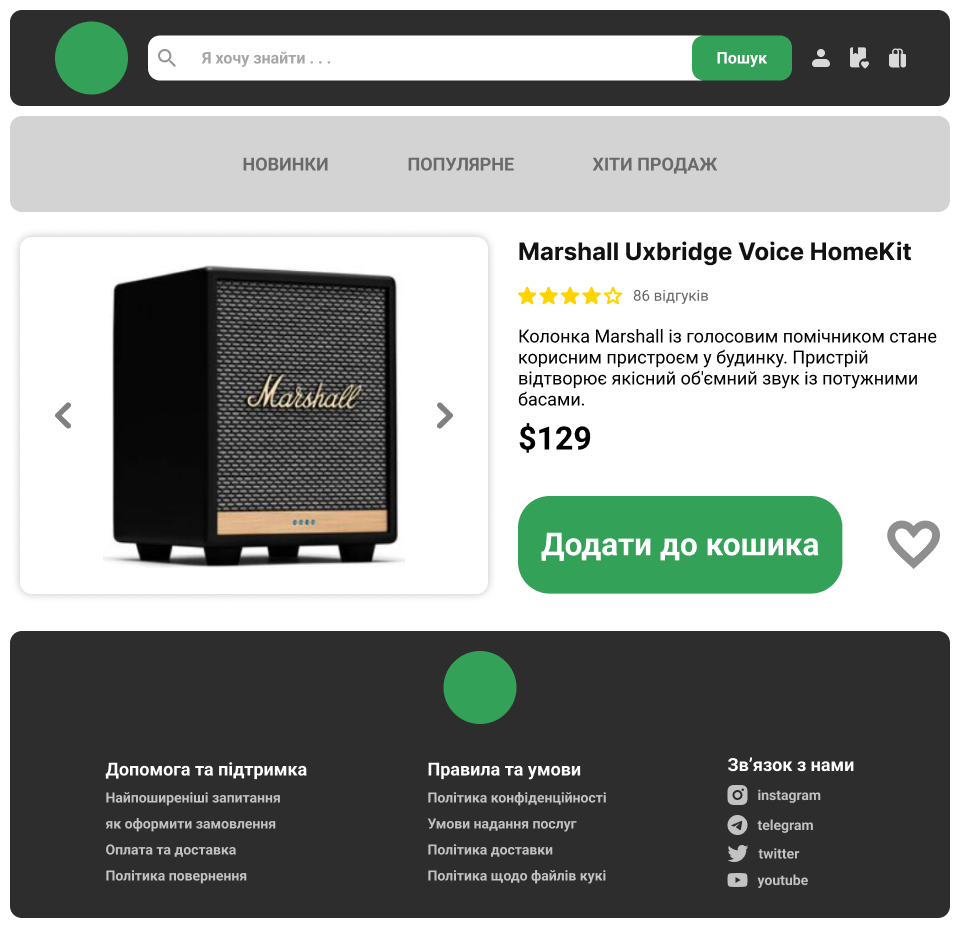 Я хочу знайти . . .
Пошук
НОВИНКИ
ПОПУЛЯРНЕ
ХІТИ ПРОДАЖ
Marshall
Marshall Uxbridge Voice HomeKit
86 відгуків
Колонка Marshall із голосовим помічником стане
корисним пристроєм у будинку. Пристрій
відтворює якісний об'ємний звук із потужними
басами.
$129
Додати до кошика
Допомога та підтримка
Найпоширеніші запитання
як оформити замовлення
Оплата та доставка
Політика повернення
Правила та умови
Політика конфіденційності
Умови надання послуг
Політика доставки
Політика щодо файлів кукі
Зв’язок з нами
instagram
telegram
twitter
youtube